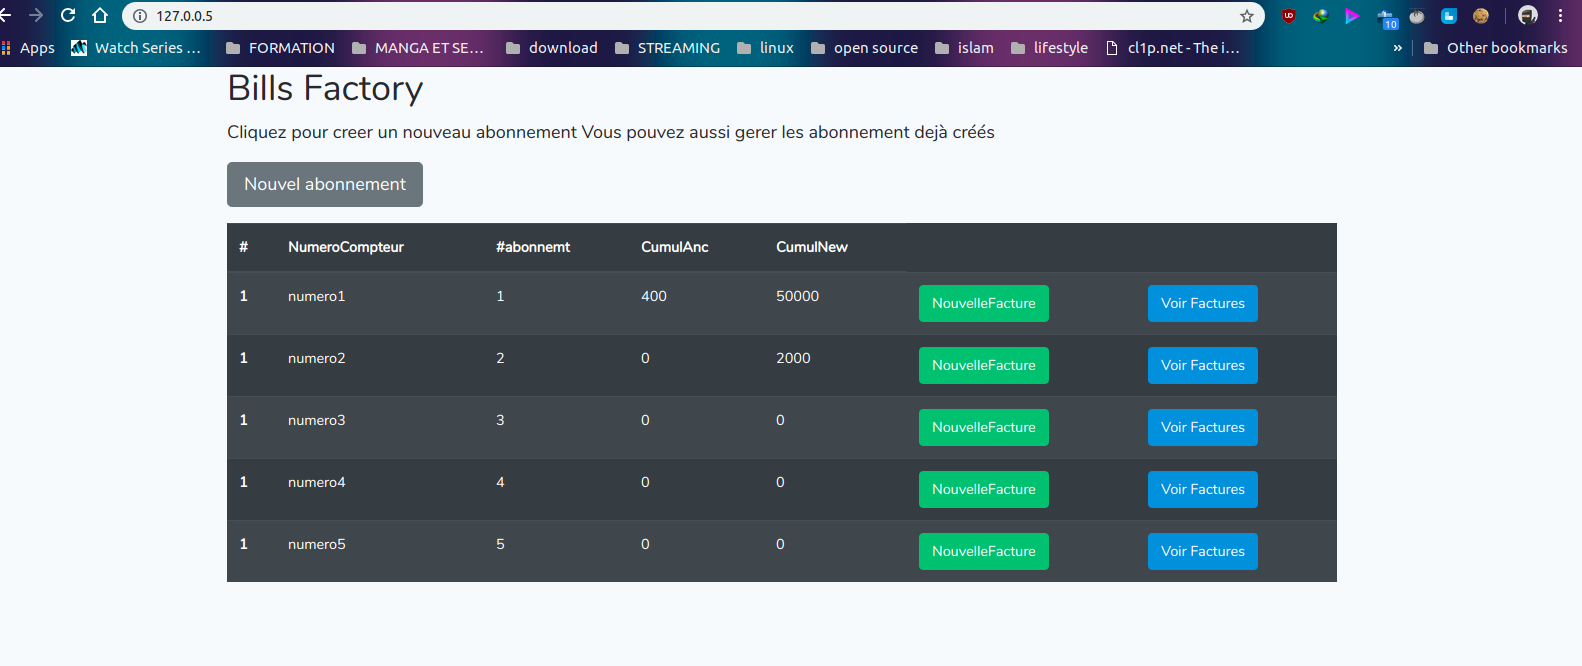 127.0.0.5
Apps Watch Series ... FORMATION MANGA ET SE... download STREAMING linux open source islam lifestyle cl1p.net - The i... » Other bookmarks
10
Bills Factory
Cliquez pour creer un nouveau abonnement Vous pouvez aussi gerer les abonnement dejà créés
Nouvel abonnement
# NumeroCompteur #abonnemt CumulAnc CumulNew
1 numero1 1 400 50000 NouvelleFacture Voir Factures
1 numero2 2 0 2000 NouvelleFacture Voir Factures
1 numero3 3 0 0 NouvelleFacture Voir Factures
1 numero4 4 0 0 NouvelleFacture Voir Factures
1 numero5 5 0 0 NouvelleFacture Voir Factures